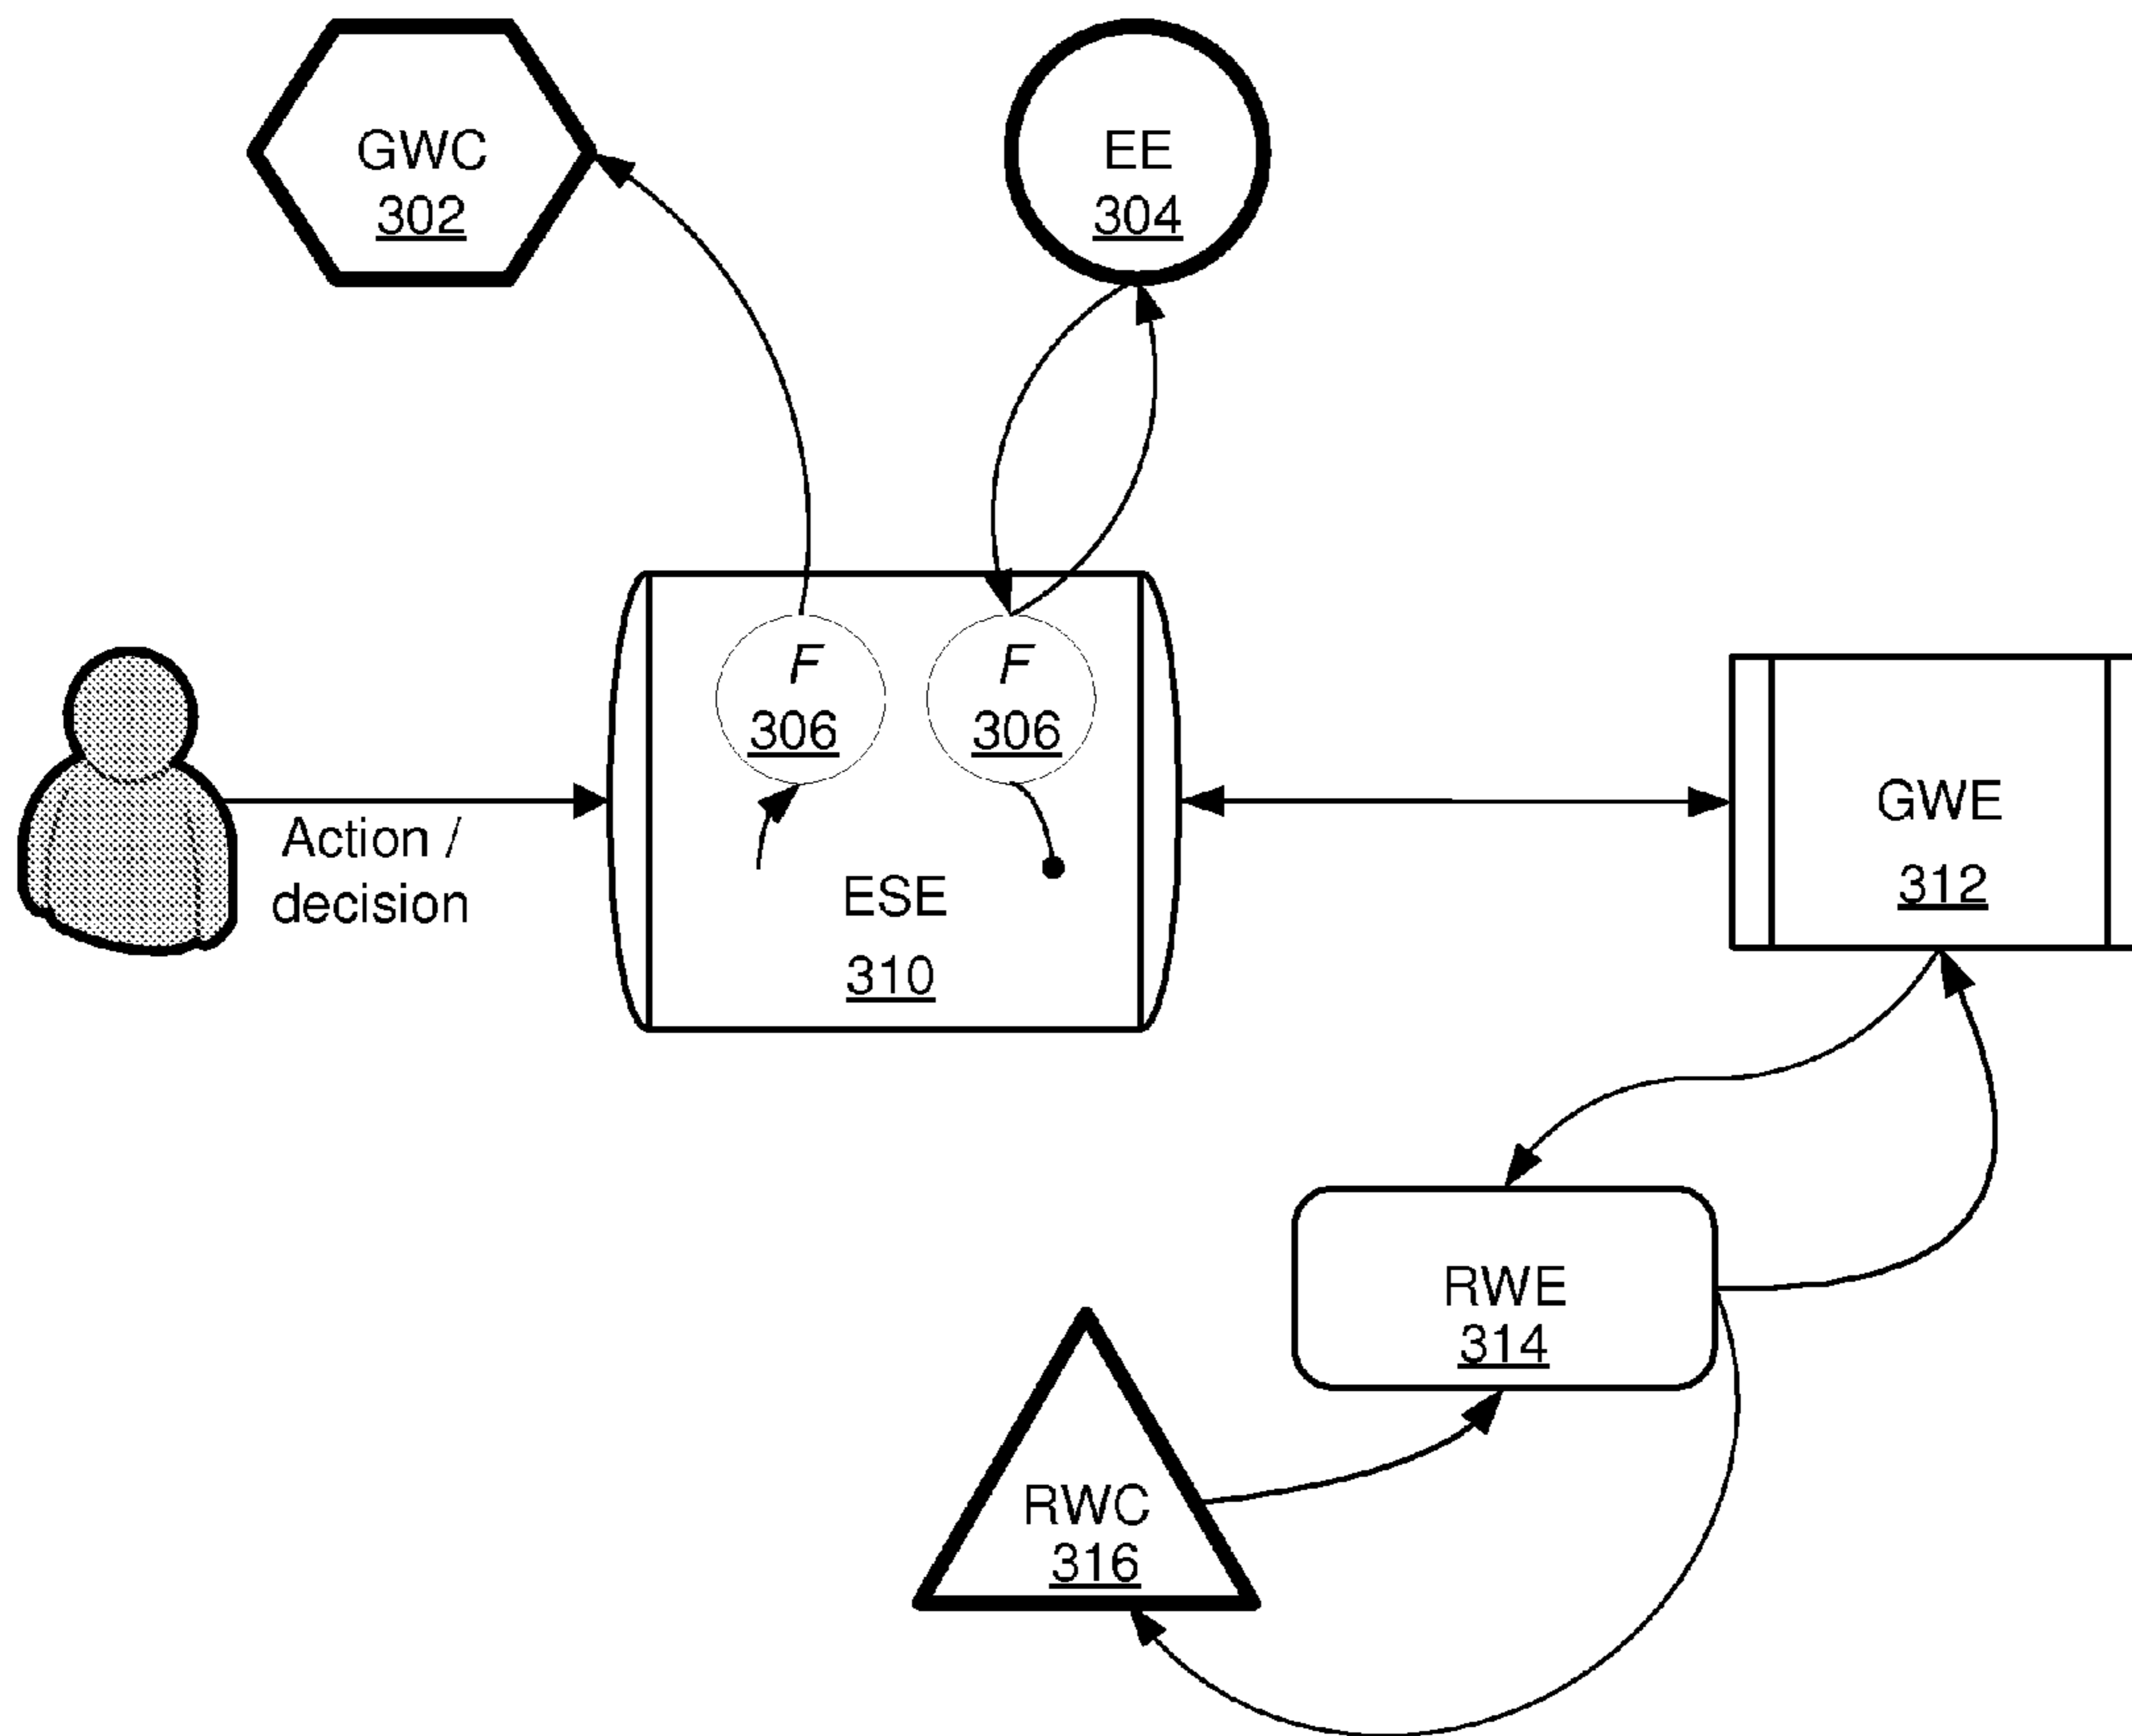 GWC
302
EE
304
F
306
F
306
Action /
decision
ESE
310
GWE
312
RWE
314
RWC
316